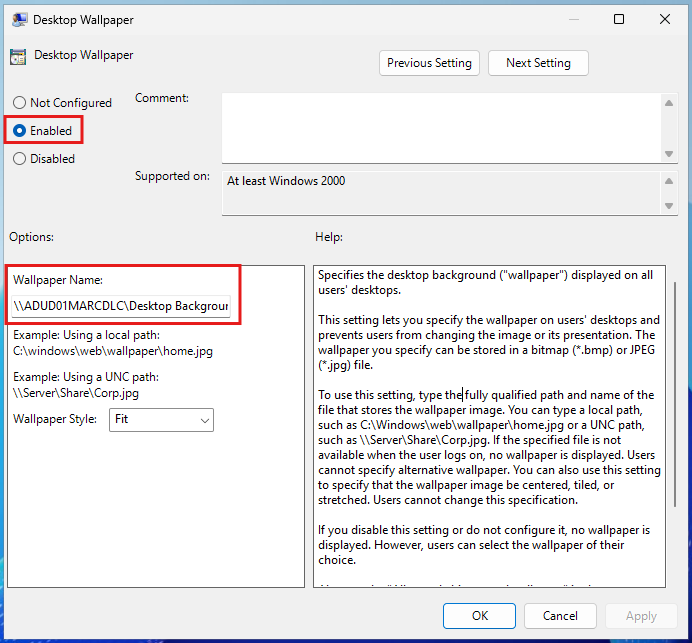 Desktop Wallpaper
Desktop Wallpaper
Previous Setting
Next Setting
Not Configured
Enabled
Disabled
Comment:
Supported on:
At least Windows 2000
Options:
Help:
Wallpaper Name:
\\ADUD01MARCDLC\Desktop Backgroun
Example: Using a local path:
C:\windows\web\wallpaper\home.jpg
Example: Using a UNC path:
\\Server\Share\Corp.jpg
Wallpaper Style:
Fit
Specifies the desktop background ("wallpaper") displayed on all
users' desktops.
This setting lets you specify the wallpaper on users' desktops and
prevents users from changing the image or its presentation. The
wallpaper you specify can be stored in a bitmap (*.bmp) or JPEG
(*.jpg) file.
To use this setting, type the fully qualified path and name of the
file that stores the wallpaper image. You can type a local path,
such as C:\Windows\web\wallpaper\home.jpg or a UNC path,
such as \\Server\Share\Corp.jpg. If the specified file is not
available when the user logs on, no wallpaper is displayed. Users
cannot specify alternative wallpaper. You can also use this setting
to specify that the wallpaper image be centered, tiled, or
stretched. Users cannot change this specification.
If you disable this setting or do not configure it, no wallpaper is
displayed. However, users can select the wallpaper of their
choice.
OK
Cancel
Apply